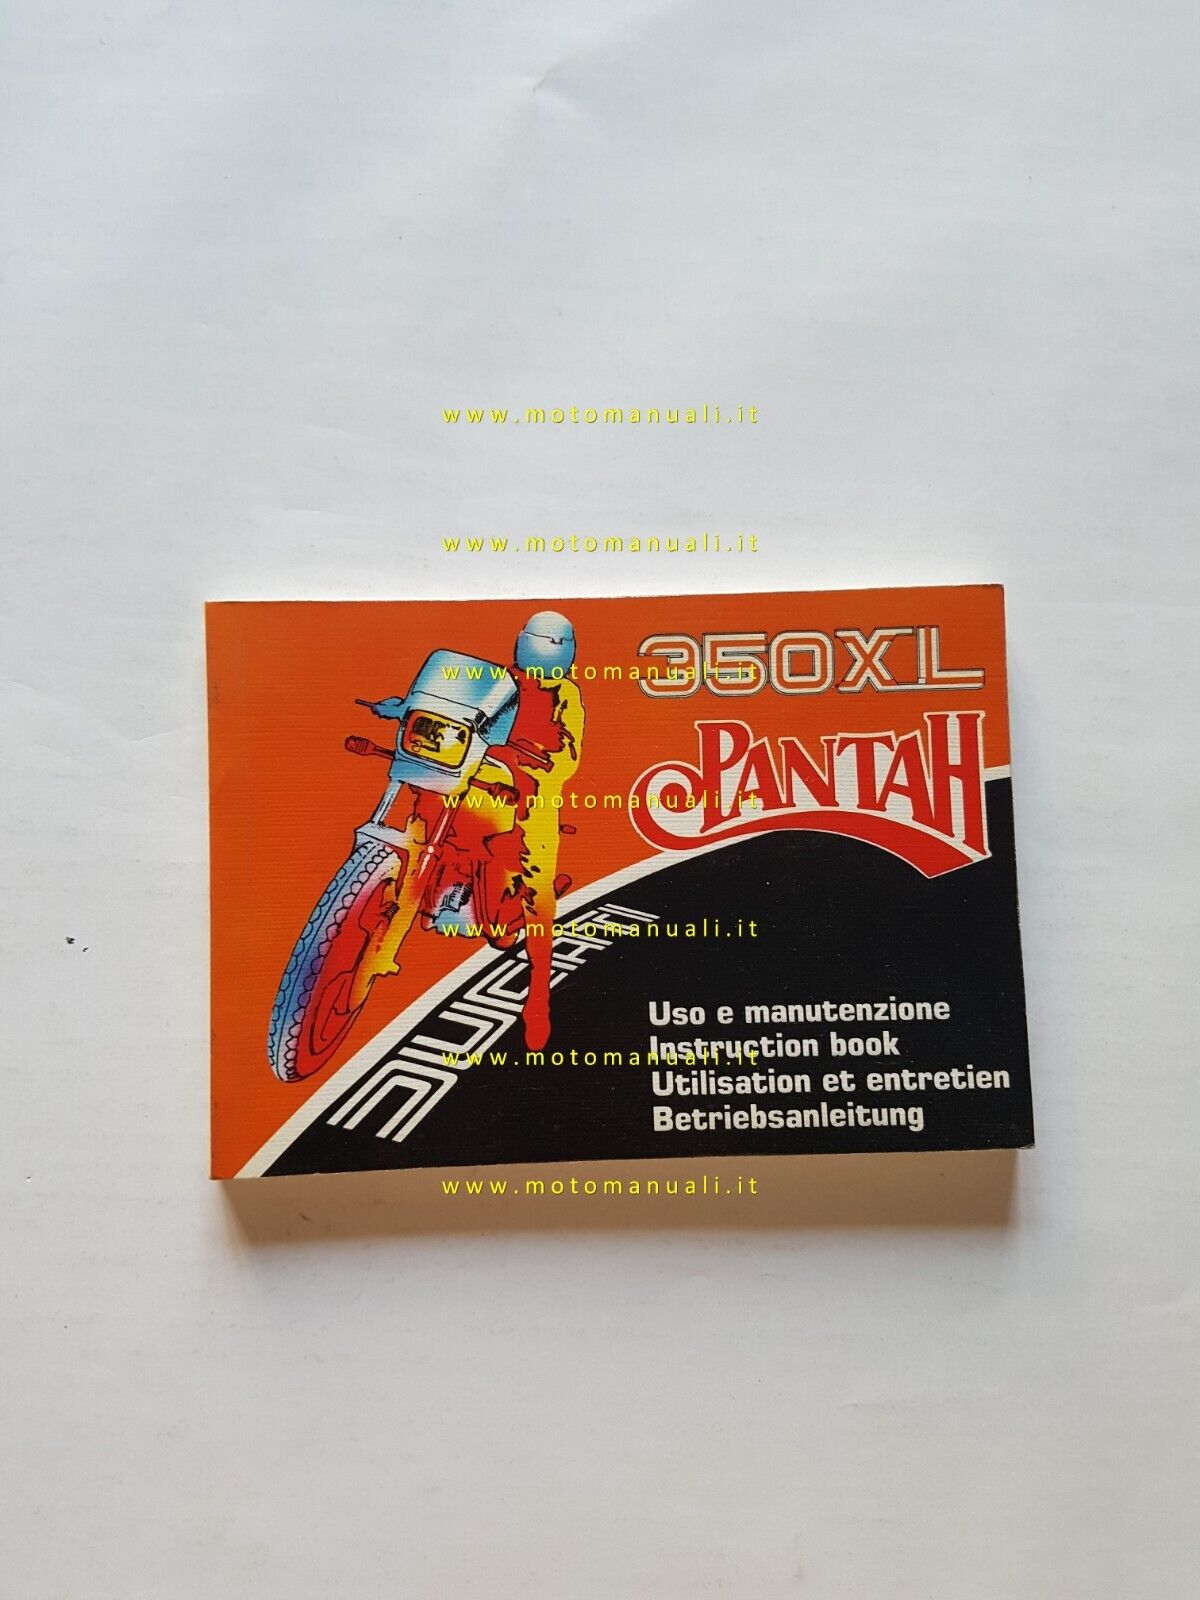 www.motomanuali.it
www.motomanuali.it
350XL
www.motomanuali.it
PANTAH
www.motomanuali.it
DUCATI
www.motomanuali.it
Uso e manutenzione
Instruction book
www.motomanuali.it
Utilisation et entretien
Betriebsanleitung
www.motomanuali.it